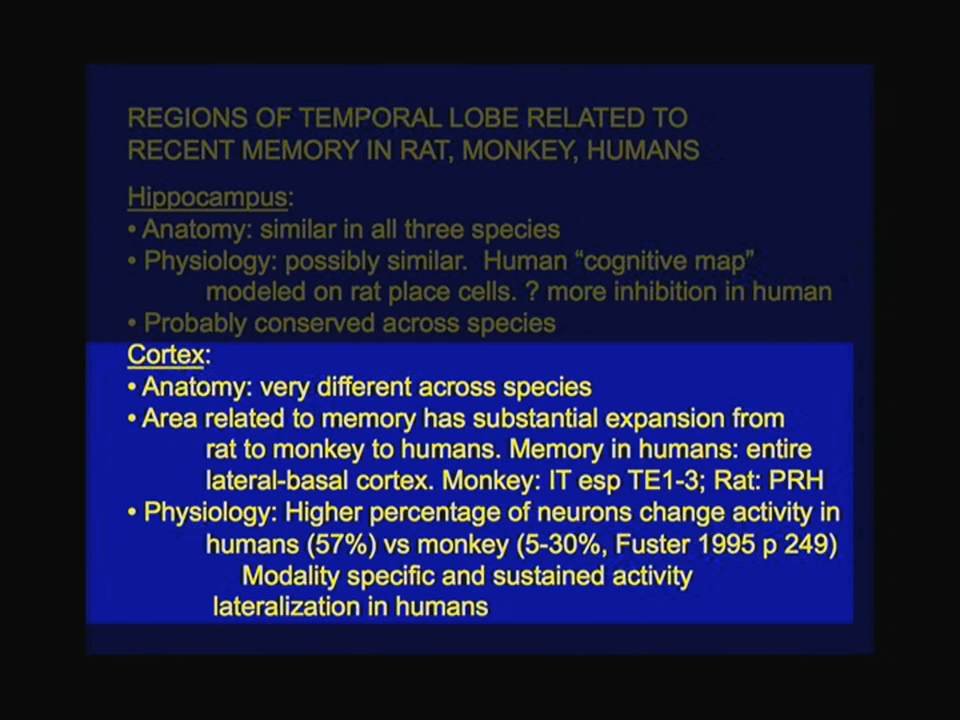 REGIONS OF TEMPORAL LOBE RELATED TO
RECENT MEMORY IN RAT, MONKEY, HUMANS
Hippocampus:
• Anatomy: similar in all three species
• Physiology: possibly similar. Human “cognitive map”
modeled on rat place cells. ? more inhibition in human
• Probably conserved across species
Cortex:
• Anatomy: very different across species
• Area related to memory has substantial expansion from
rat to monkey to humans. Memory in humans: entire
lateral-basal cortex. Monkey: IT esp TE1-3; Rat: PRH
• Physiology: Higher percentage of neurons change activity in
humans (57%) vs monkey (5-30%, Fuster 1995 p 249)
Modality specific and sustained activity
lateralization in humans